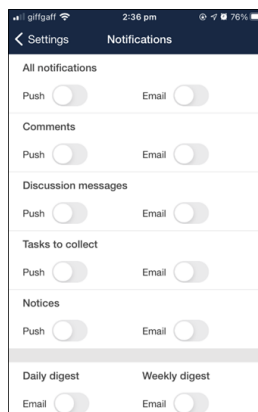 giffgaff 2:36 pm 76%
Settings Notifications
All notifications
Push Email
Comments
Push Email
Discussion messages
Push Email
Tasks to collect
Push Email
Notices
Push Email
Daily digest Weekly digest
Email Email